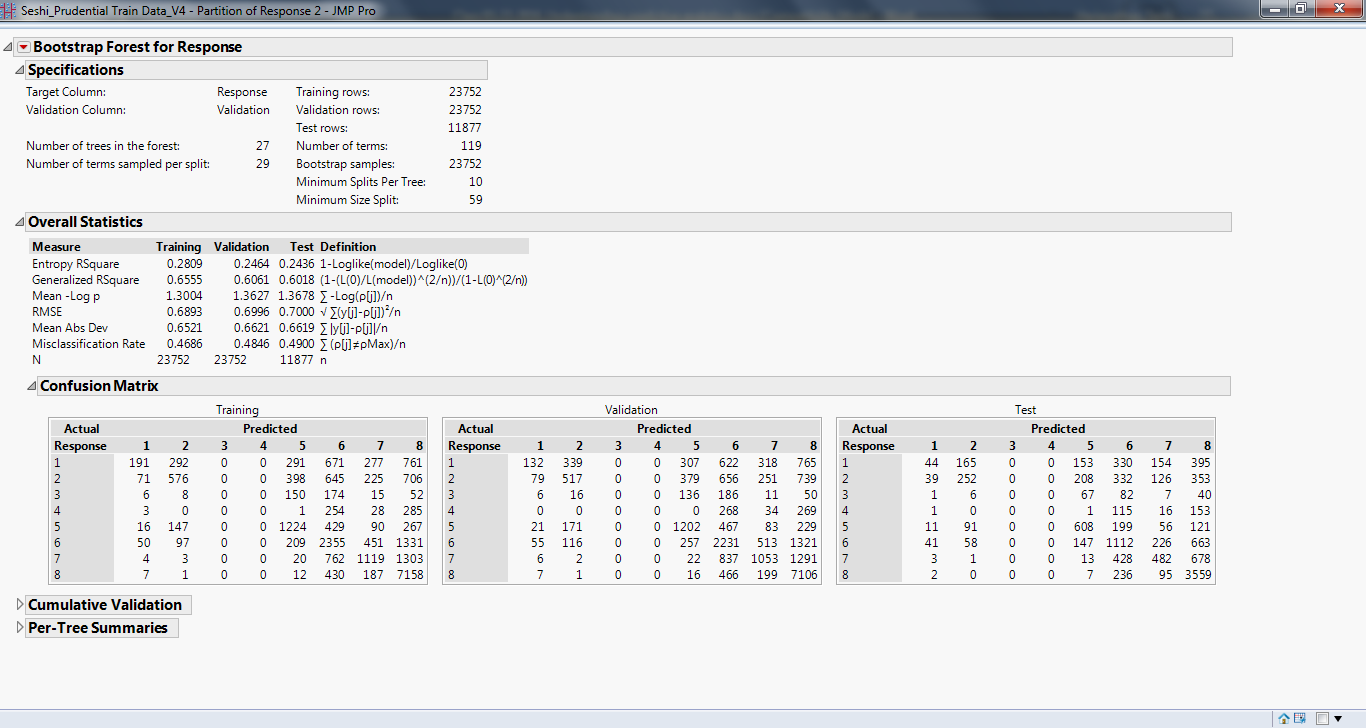 Seshi_Prudential Train Data_V4 - Partition of Response 2 - JMP Pro
Bootstrap Forest for Response
Specifications
Target Column: Response Training rows: 23752
Validation Column: Validation Validation rows: 23752
Test rows: 11877
Number of trees in the forest: 27 Number of terms: 119
Number of terms sampled per split: 29 Bootstrap samples: 23752
Minimum Splits Per Tree: 10
Minimum Size Split: 59
Overall Statistics
Measure Training Validation Test Definition
Entropy RSquare 0.2809 0.2464 0.2436 1-Loglike(model)/Loglike(0)
Generalized RSquare 0.6555 0.6061 0.6018 (1-(L(0)/L(model))^(2/n))/(1-L(0)^(2/n))
Mean -Log p 1.3004 1.3627 1.3678 ∑ -Log(ρ[j])/n
RMSE 0.6893 0.6996 0.7000 √ ∑(y[j]-ρ[j])²/n
Mean Abs Dev 0.6521 0.6621 0.6619 ∑ |y[j]-ρ[j]|/n
Misclassification Rate 0.4686 0.4846 0.4900 ∑ (ρ[j]≠ρMax)/n
N 23752 23752 11877 n
Confusion Matrix
Training Validation Test
Actual Predicted Actual Predicted Actual Predicted
Response 1 2 3 4 5 6 7 8 Response 1 2 3 4 5 6 7 8 Response 1 2 3 4 5 6 7 8
1 191 292 0 0 291 671 277 761 1 132 339 0 0 307 622 318 765 1 44 165 0 0 153 330 154 395
2 71 576 0 0 398 645 225 706 2 79 517 0 0 379 656 251 739 2 39 252 0 0 208 332 126 353
3 6 8 0 0 150 174 15 52 3 6 16 0 0 136 186 11 50 3 1 6 0 0 67 82 7 40
4 3 0 0 0 1 254 28 285 4 0 0 0 0 0 268 34 269 4 1 0 0 0 1 115 16 153
5 16 147 0 0 1224 429 90 267 5 21 171 0 0 1202 467 83 229 5 11 91 0 0 608 199 56 121
6 50 97 0 0 209 2355 451 1331 6 55 116 0 0 257 2231 513 1321 6 41 58 0 0 147 1112 226 663
7 4 3 0 0 20 762 1119 1303 7 6 2 0 0 22 837 1053 1291 7 3 1 0 0 13 428 482 678
8 7 1 0 0 12 430 187 7158 8 7 1 0 0 16 466 199 7106 8 2 0 0 0 7 236 95 3559
Cumulative Validation
Per-Tree Summaries